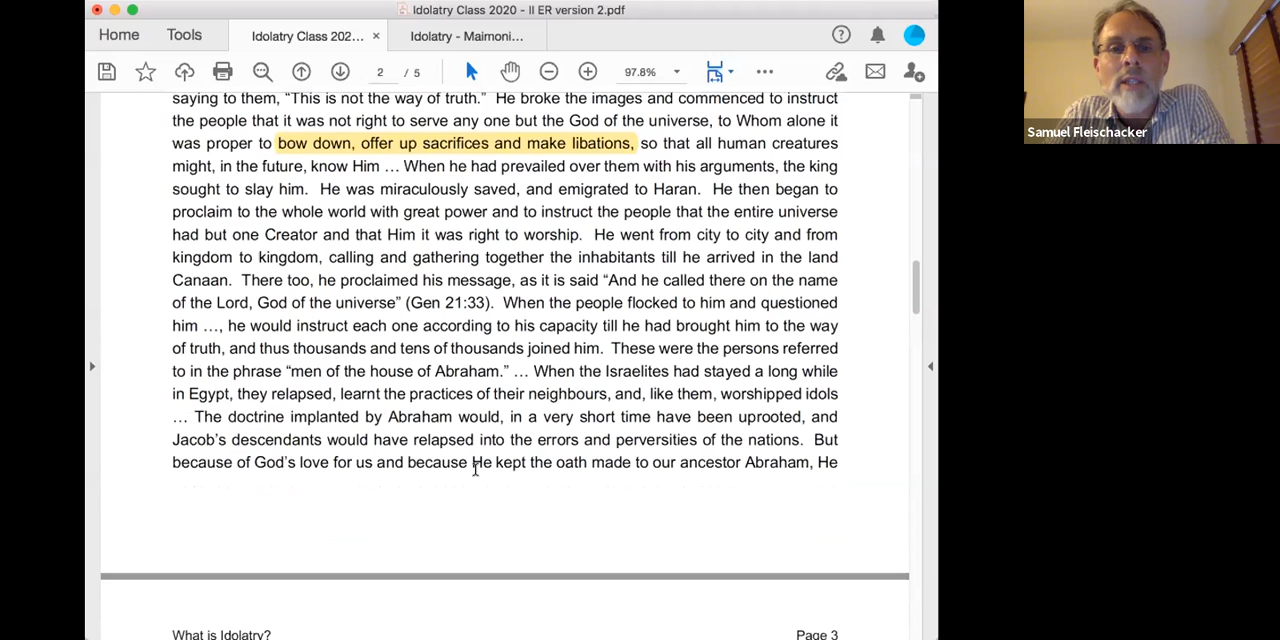 Idolatry Class 2020 - II ER version 2.pdf
Home Tools Idolatry Class 202... × Idolatry - Maimoni...
2 / 5 97.8%
Samuel Fleischacker
saying to them, “This is not the way of truth.” He broke the images and commenced to instruct
the people that it was not right to serve any one but the God of the universe, to Whom alone it
was proper to bow down, offer up sacrifices and make libations, so that all human creatures
might, in the future, know Him … When he had prevailed over them with his arguments, the king
sought to slay him. He was miraculously saved, and emigrated to Haran. He then began to
proclaim to the whole world with great power and to instruct the people that the entire universe
had but one Creator and that Him it was right to worship. He went from city to city and from
kingdom to kingdom, calling and gathering together the inhabitants till he arrived in the land
Canaan. There too, he proclaimed his message, as it is said “And he called there on the name
of the Lord, God of the universe” (Gen 21:33). When the people flocked to him and questioned
him …, he would instruct each one according to his capacity till he had brought him to the way
of truth, and thus thousands and tens of thousands joined him. These were the persons referred
to in the phrase “men of the house of Abraham.” … When the Israelites had stayed a long while
in Egypt, they relapsed, learnt the practices of their neighbours, and, like them, worshipped idols
… The doctrine implanted by Abraham would, in a very short time have been uprooted, and
Jacob’s descendants would have relapsed into the errors and perversities of the nations. But
because of God’s love for us and because He kept the oath made to our ancestor Abraham, He
What is Idolatry? Page 3